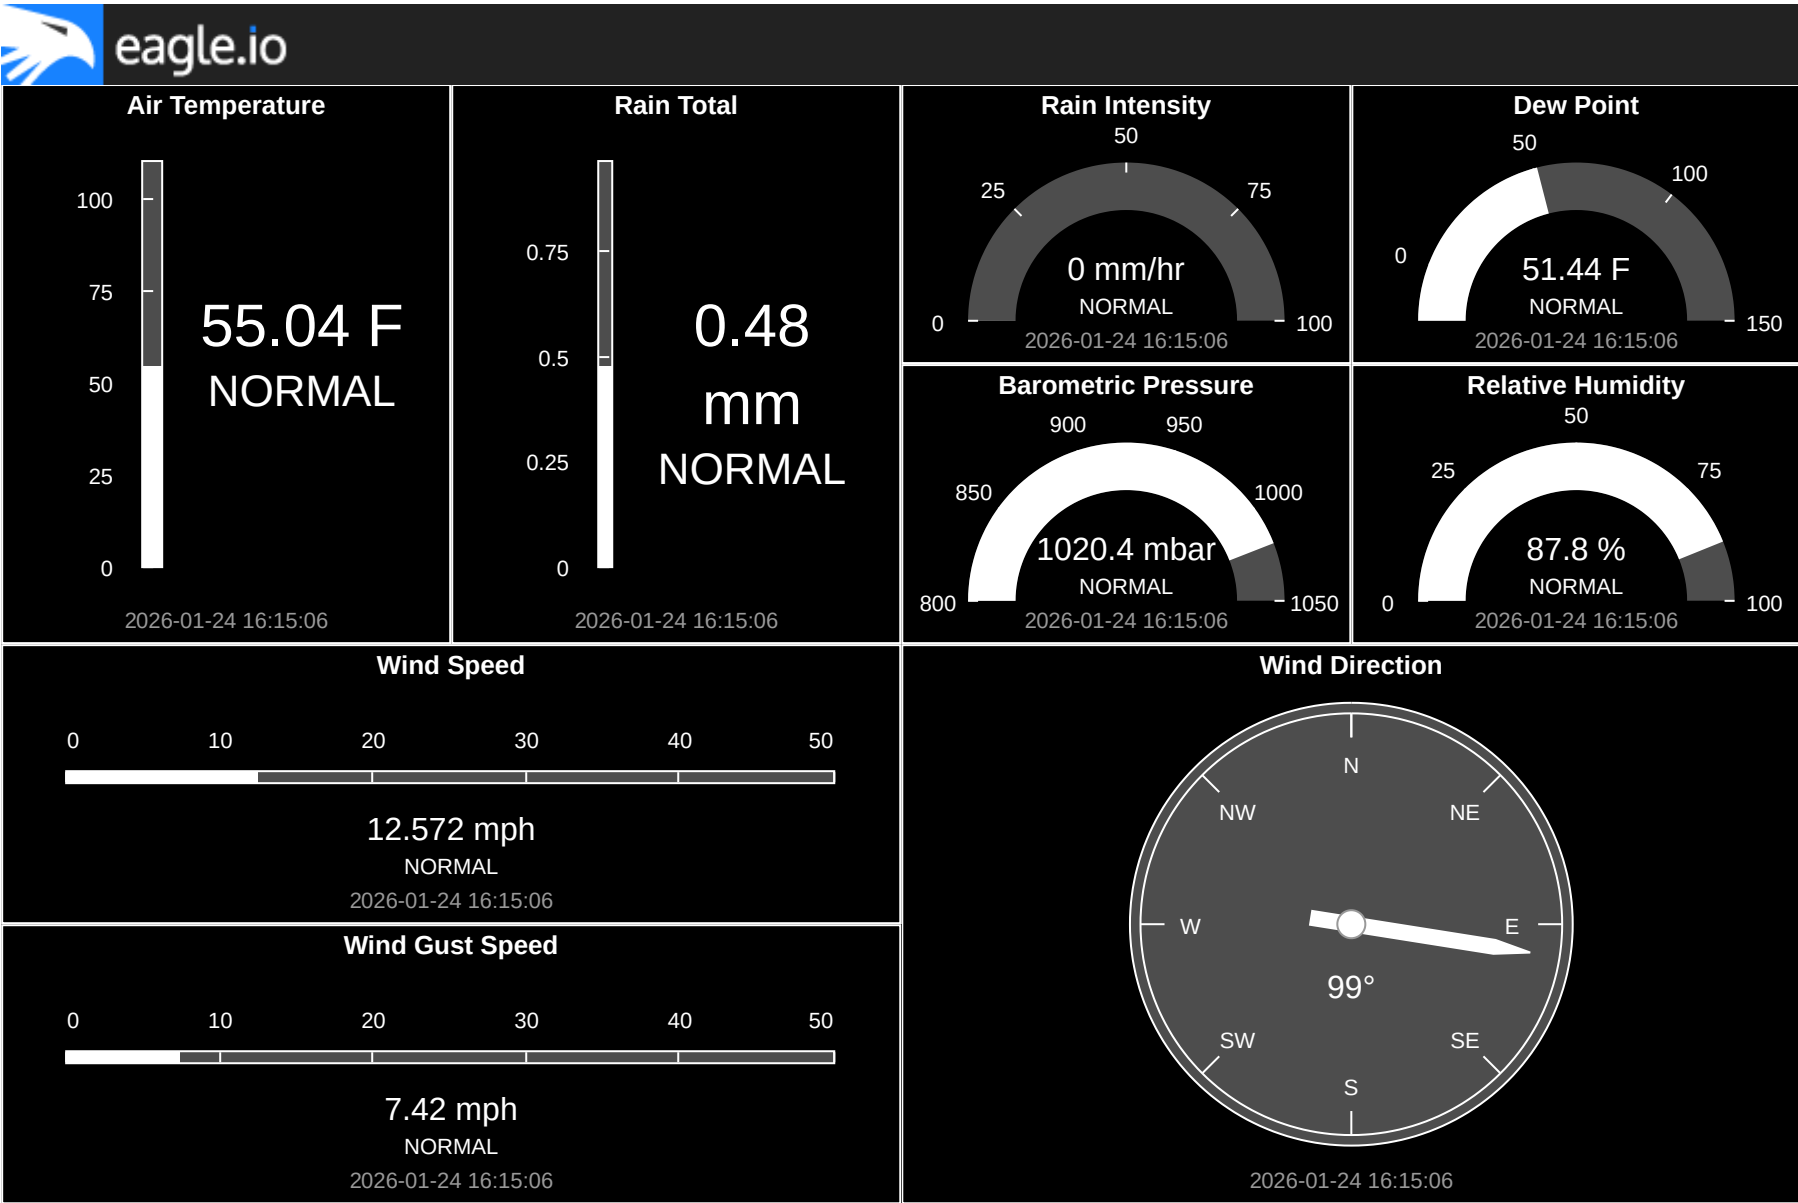 eagle.io
Air Temperature
100
75
50
25
0
55.04 F
NORMAL
2026-01-24 16:15:06
Rain Total
0.75
0.5
0.25
0
0.48
mm
NORMAL
2026-01-24 16:15:06
Rain Intensity
0
25
50
75
100
0 mm/hr
NORMAL
2026-01-24 16:15:06
Dew Point
0
50
100
150
51.44 F
NORMAL
2026-01-24 16:15:06
Barometric Pressure
800
850
900
950
1000
1050
1020.4 mbar
NORMAL
2026-01-24 16:15:06
Relative Humidity
0
25
50
75
100
87.8 %
NORMAL
2026-01-24 16:15:06
Wind Speed
0 10 20 30 40 50
12.572 mph
NORMAL
2026-01-24 16:15:06
Wind Gust Speed
0 10 20 30 40 50
7.42 mph
NORMAL
2026-01-24 16:15:06
Wind Direction
N
NW NE
W E
99°
SW SE
S
2026-01-24 16:15:06